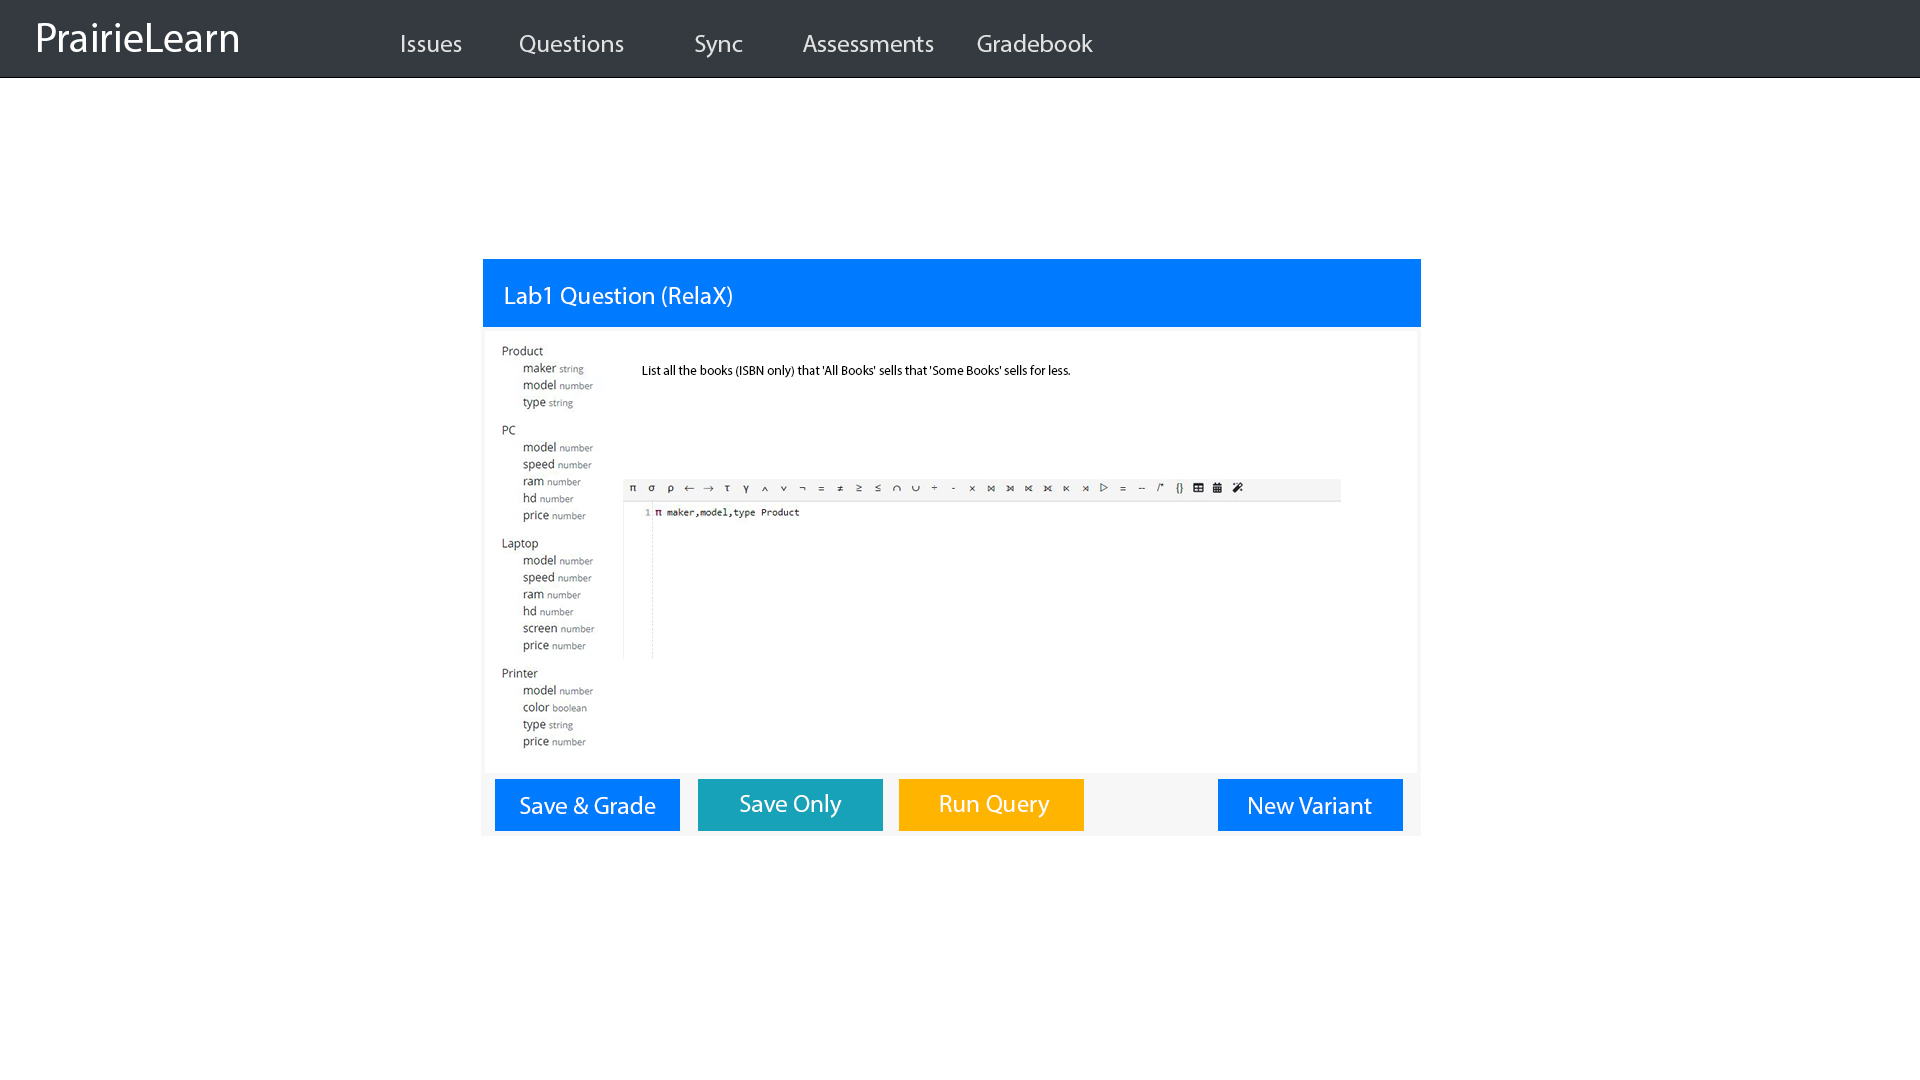 PrairieLearn Issues Questions Sync Assessments Gradebook
Lab1 Question (RelaX)
Product
maker string
model number
type string
PC
model number
speed number
ram number
hd number
price number
Laptop
model number
speed number
ram number
hd number
screen number
price number
Printer
model number
color boolean
type string
price number
List all the books (ISBN only) that 'All Books' sells that 'Some Books' sells for less.
π σ ρ ← → τ γ ∧ ∨ ¬ = ≠ ≥ ≤ ∩ ∪ ÷ - × ⨝ ⟕ ⟖ ⟗ ⋉ ⋊ ▷ = -- /* {}
1 π maker,model,type Product
Save & Grade Save Only Run Query New Variant